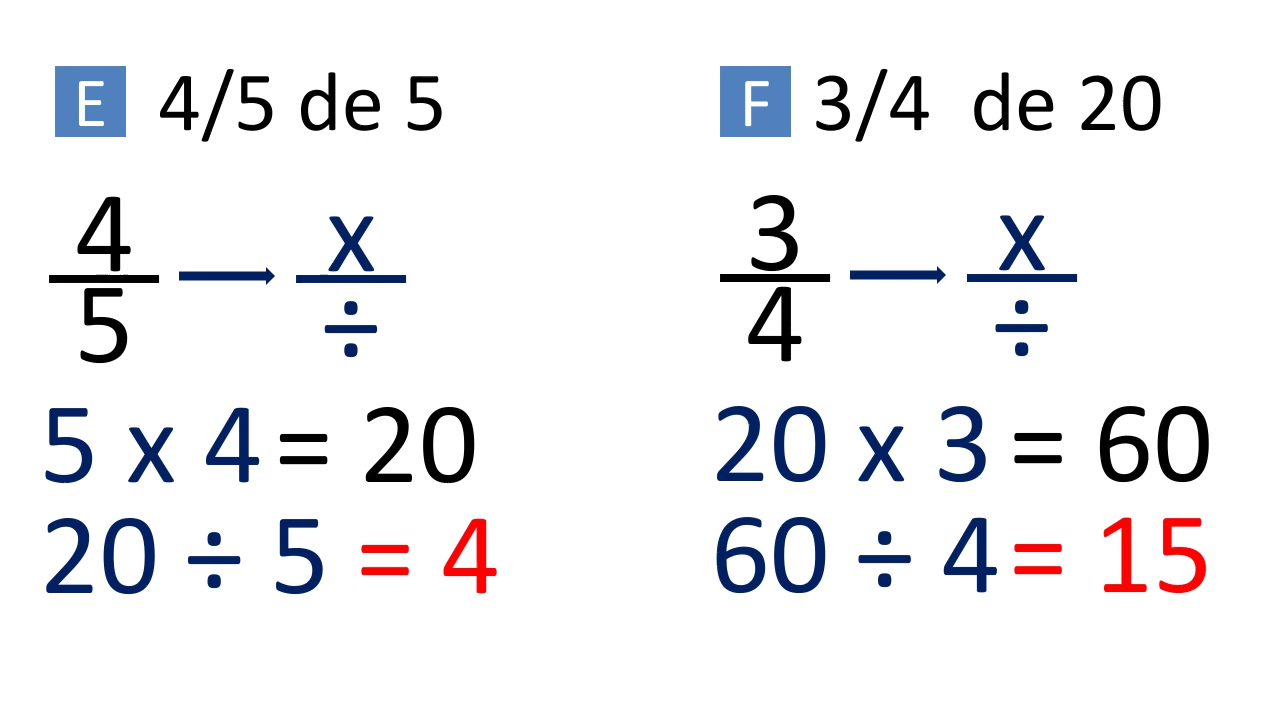 E 4/5 de 5
4
5
x
÷
5 x 4 = 20
20 ÷ 5 = 4
F 3/4 de 20
3
4
x
÷
20 x 3 = 60
60 ÷ 4 = 15